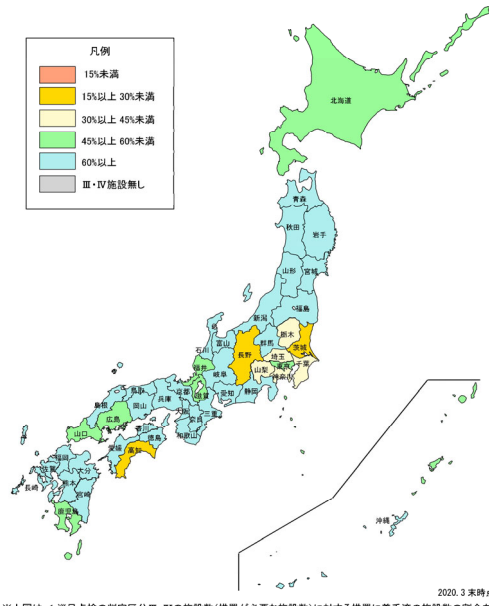 凡例
15%未満
15%以上 30%未満
30%以上 45%未満
45%以上 60%未満
60%以上
Ⅲ・Ⅳ施設無し
北海道
青森
秋田
岩手
山形
宮城
福島
新潟
栃木
群馬
茨城
埼玉
東京
千葉
神奈川
山梨
長野
富山
石川
福井
岐阜
静岡
愛知
三重
滋賀
京都
大阪
奈良
和歌山
兵庫
鳥取
岡山
島根
広島
山口
香川
徳島
愛媛
高知
福岡
佐賀
長崎
大分
熊本
宮崎
鹿児島
沖縄
2020.3 末時点